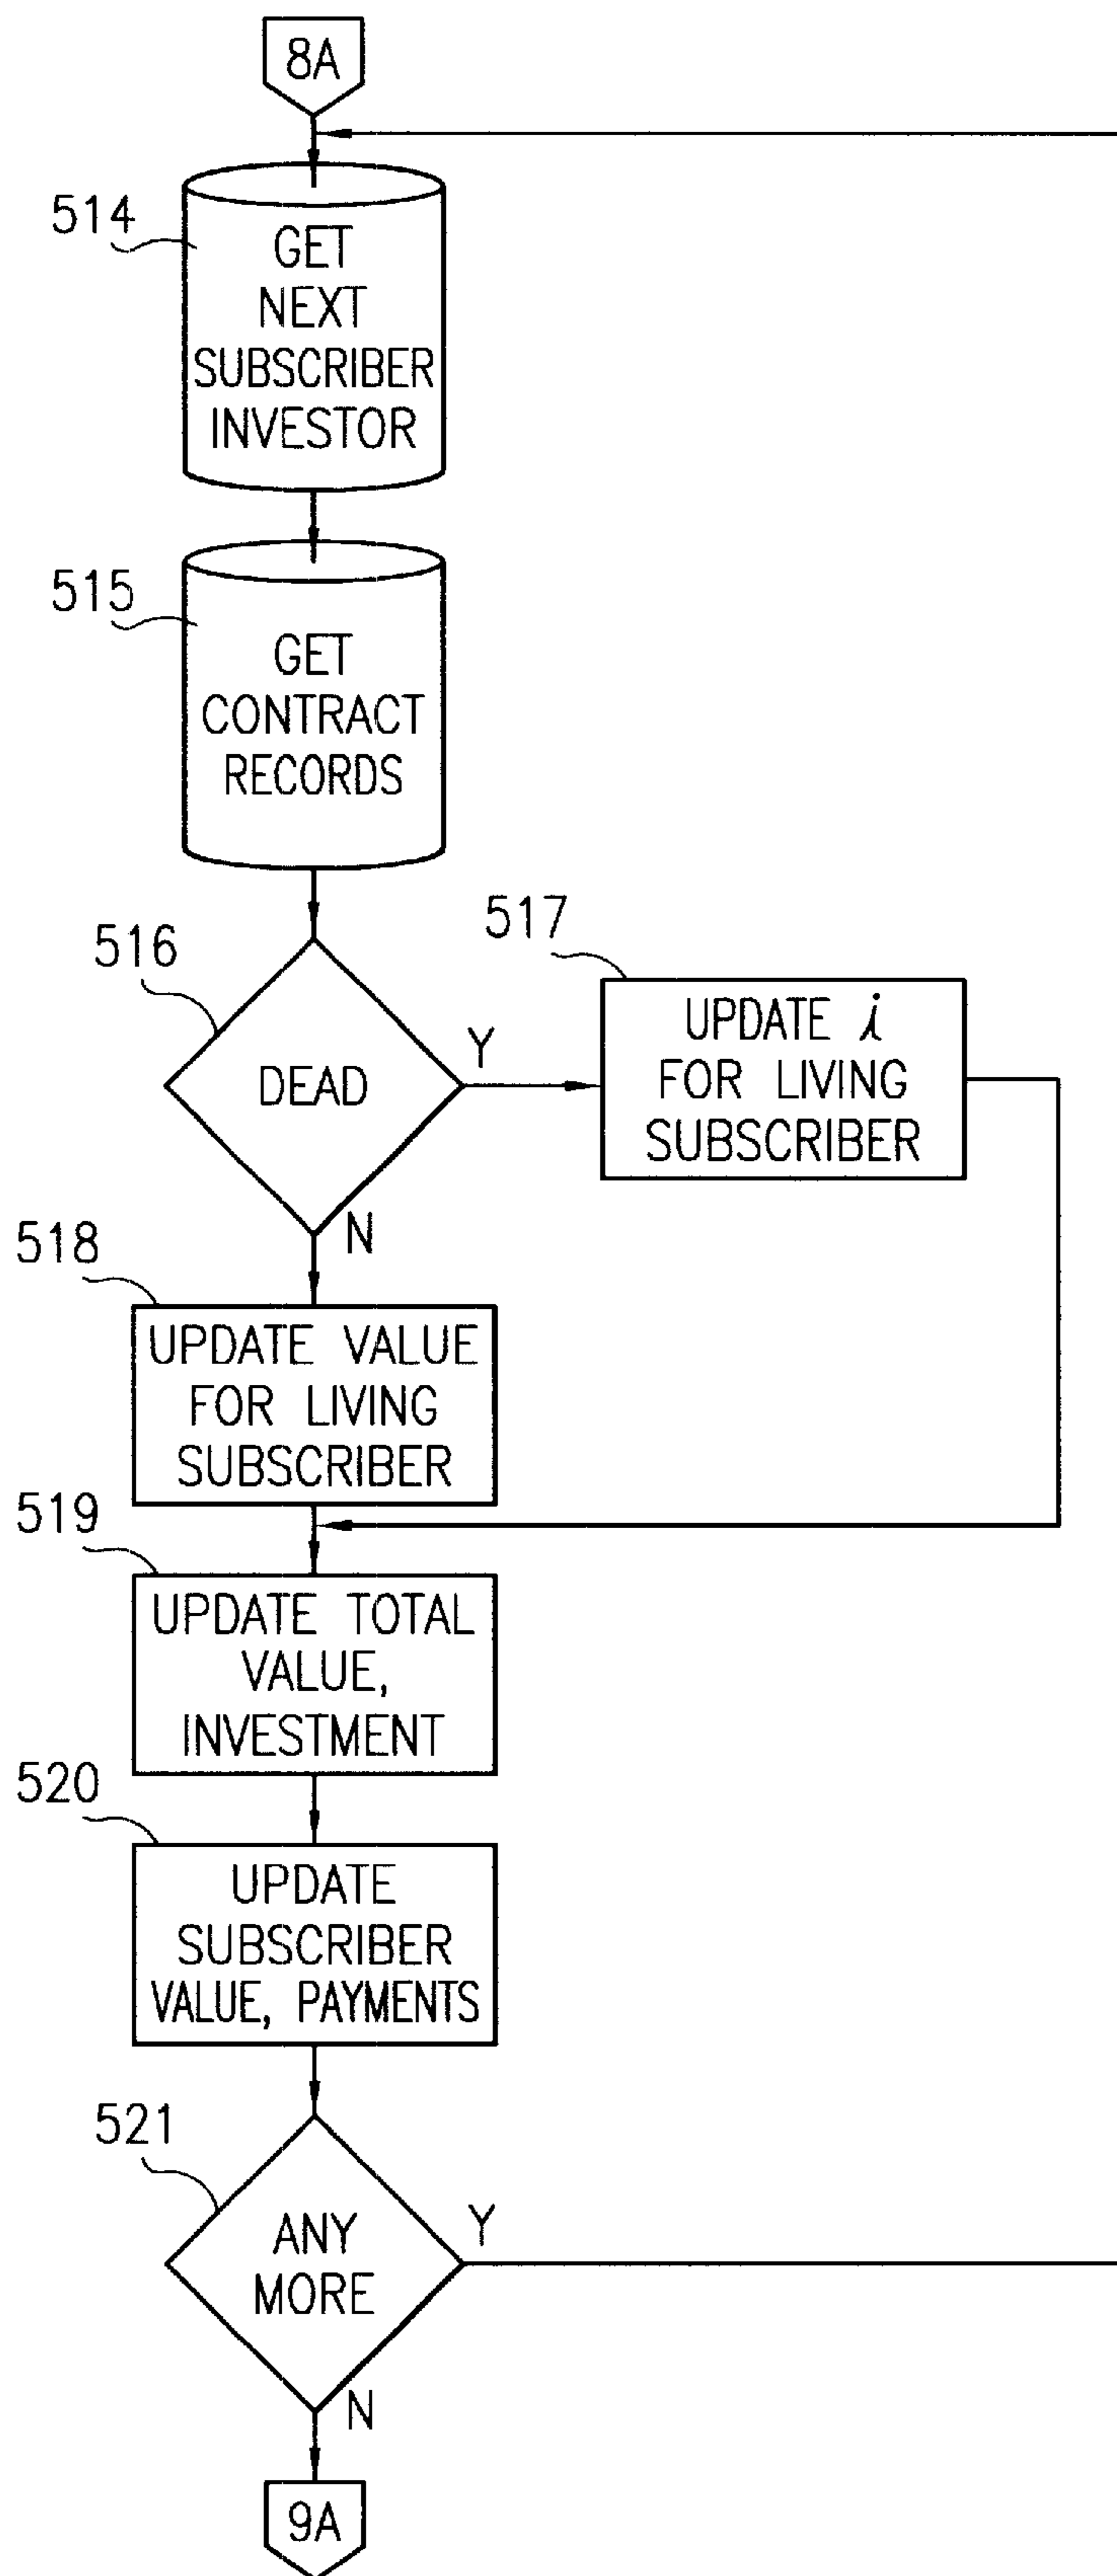 8A
514
GET
NEXT
SUBSCRIBER
INVESTOR
515
GET
CONTRACT
RECORDS
516
DEAD
Y
N
517
UPDATE i
FOR LIVING
SUBSCRIBER
518
UPDATE VALUE
FOR LIVING
SUBSCRIBER
519
UPDATE TOTAL
VALUE,
INVESTMENT
520
UPDATE
SUBSCRIBER
VALUE, PAYMENTS
521
ANY
MORE
Y
N
9A